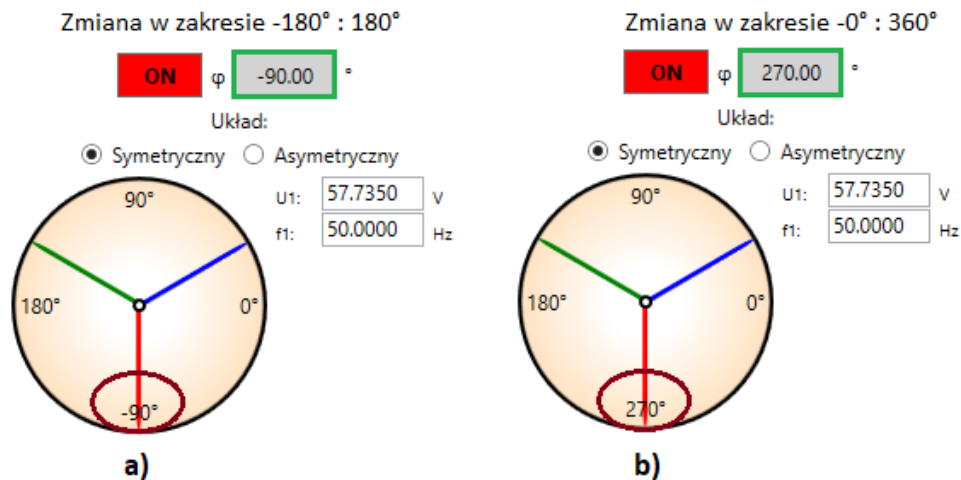 Zmiana w zakresie -180° : 180°
ON φ -90.00 °
Układ:
Symetryczny Asymetryczny
U1: 57.7350 V
f1: 50.0000 Hz
90°
180° 0°
-90°
a)
Zmiana w zakresie -0° : 360°
ON φ 270.00 °
Układ:
Symetryczny Asymetryczny
U1: 57.7350 V
f1: 50.0000 Hz
90°
180° 0°
270°
b)